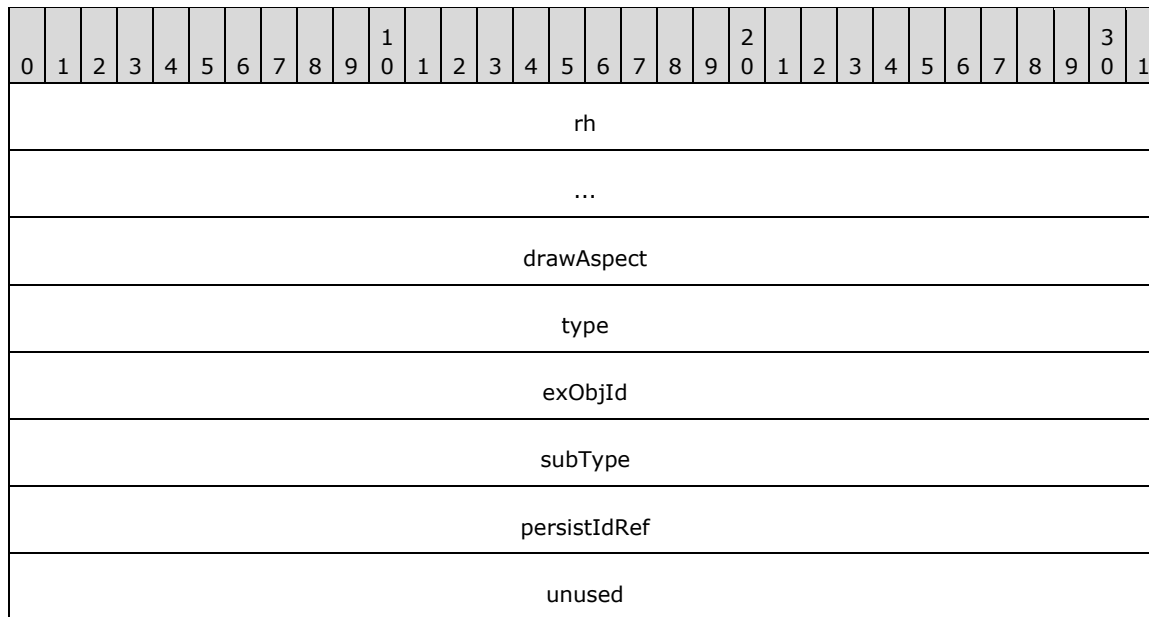 1 2 3
0 1 2 3 4 5 6 7 8 9 0 1 2 3 4 5 6 7 8 9 0 1 2 3 4 5 6 7 8 9 0 1
rh
...
drawAspect
type
exObjId
subType
persistIdRef
unused